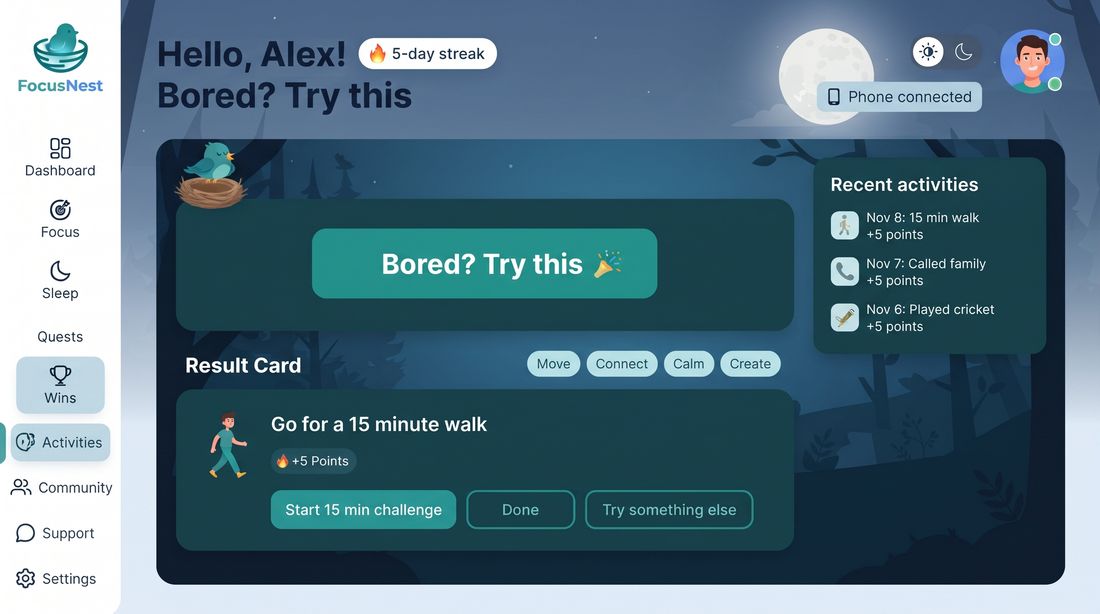 FocusNest
Dashboard
Focus
Sleep
Quests
Wins
Activities
Community
Support
Settings
Hello, Alex!
🔥 5-day streak
Bored? Try this
Phone connected
Bored? Try this 🎉
Result Card
Move
Connect
Calm
Create
Go for a 15 minute walk
🔥+5 Points
Start 15 min challenge
Done
Try something else
Recent activities
Nov 8: 15 min walk
+5 points
Nov 7: Called family
+5 points
Nov 6: Played cricket
+5 points